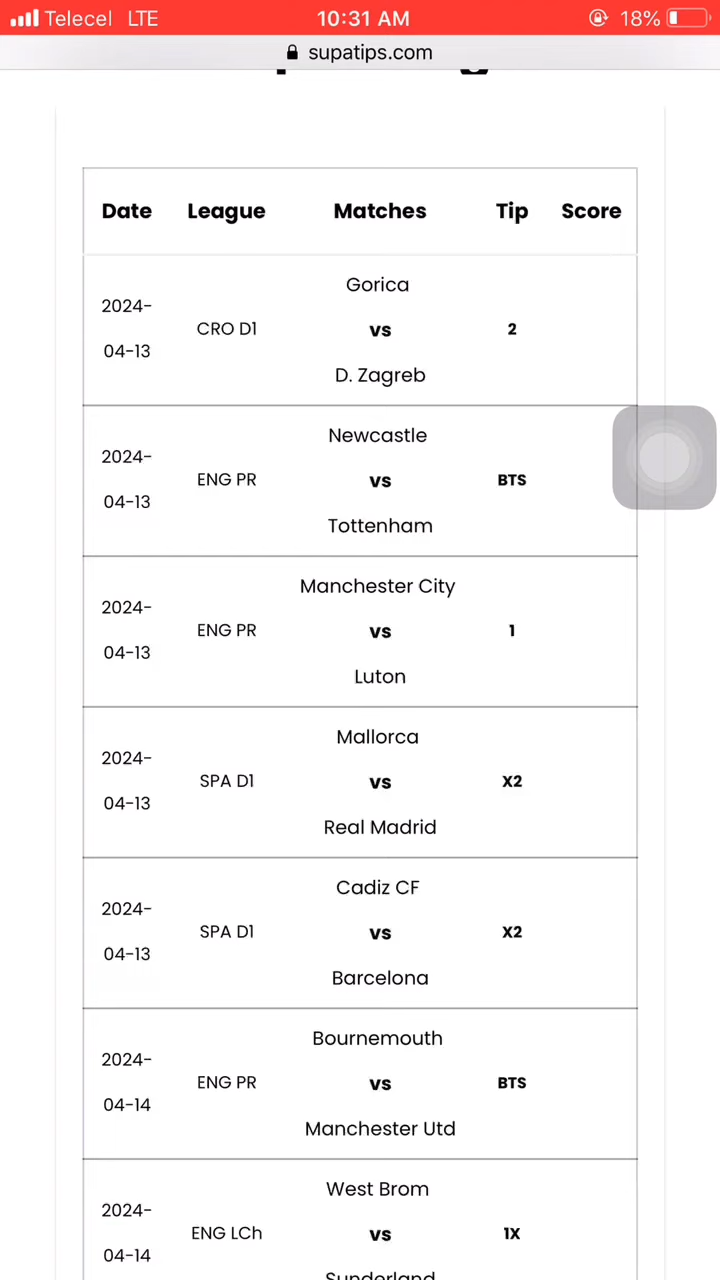 Telecel LTE 10:31 AM 18%
supatips.com
Date League Matches Tip Score
Gorica
2024-
CRO D1 vs 2
04-13
D. Zagreb
Newcastle
2024-
ENG PR vs BTS
04-13
Tottenham
Manchester City
2024-
ENG PR vs 1
04-13
Luton
Mallorca
2024-
SPA D1 vs X2
04-13
Real Madrid
Cadiz CF
2024-
SPA D1 vs X2
04-13
Barcelona
Bournemouth
2024-
ENG PR vs BTS
04-14
Manchester Utd
West Brom
2024-
ENG LCh vs 1X
04-14
Sunderland